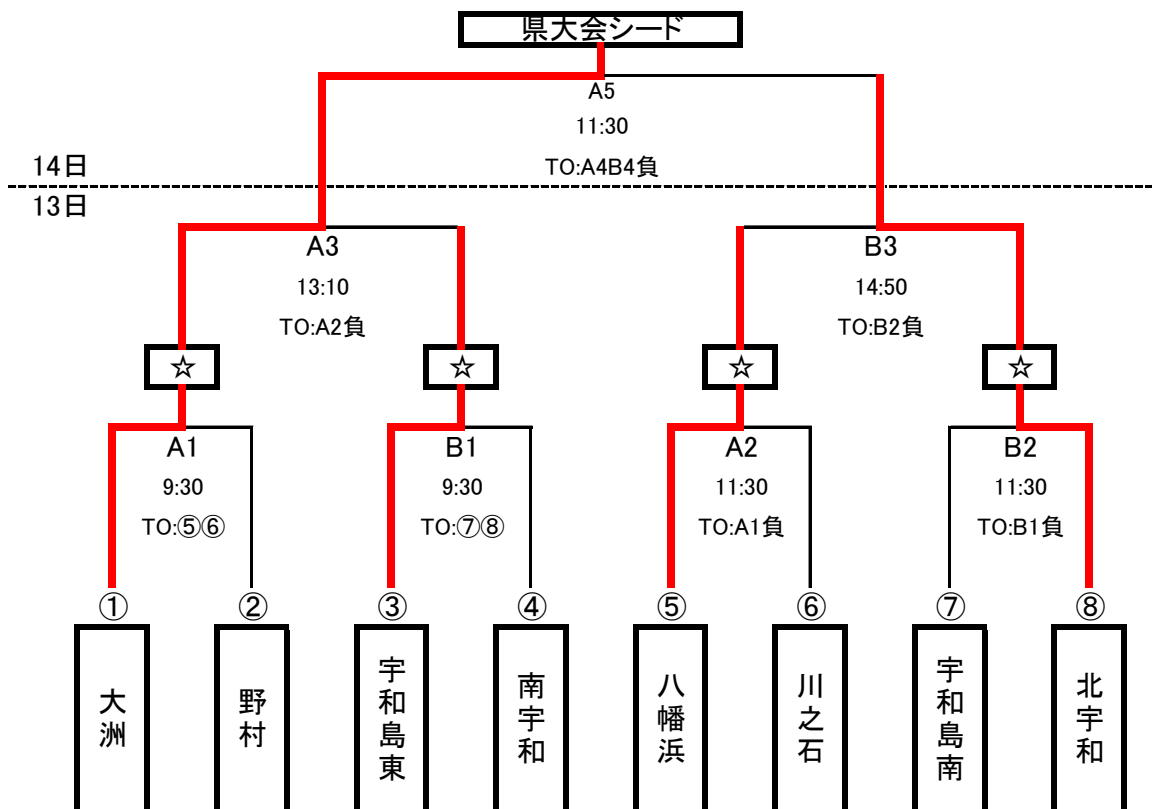 県大会シード
A5
11:30
TO:A4B4負
14日
13日
A3
13:10
TO:A2負
B3
14:50
TO:B2負
☆
☆
☆
☆
A1
9:30
TO:⑤⑥
B1
9:30
TO:⑦⑧
A2
11:30
TO:A1負
B2
11:30
TO:B1負
①
②
③
④
⑤
⑥
⑦
⑧
大洲
野村
宇和島東
南宇和
八幡浜
川之石
宇和島南
北宇和